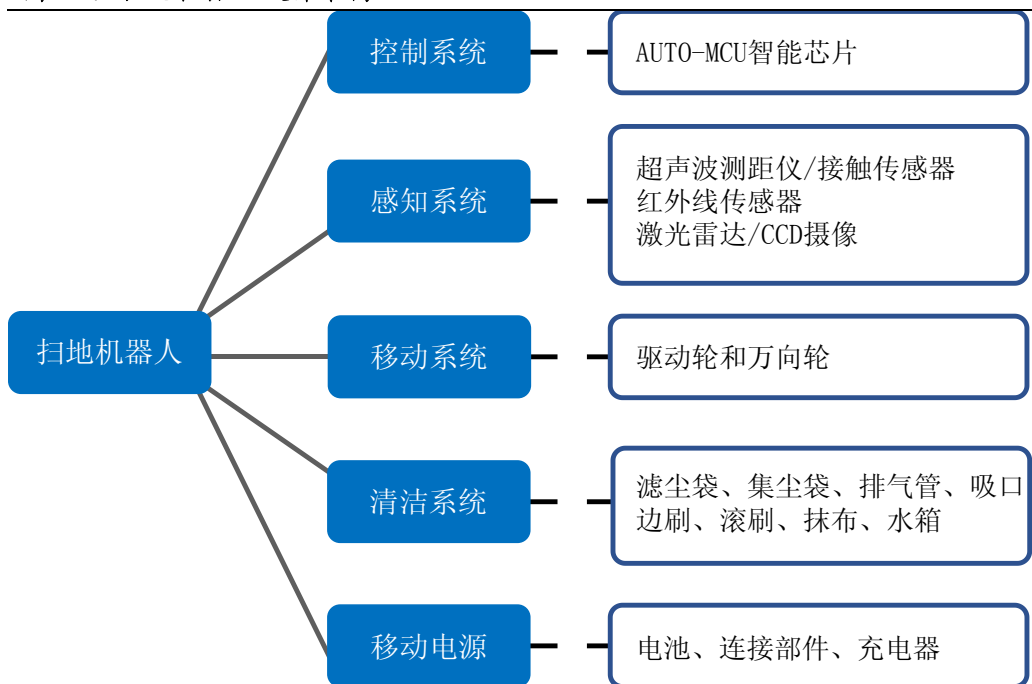 控制系统
AUTO-MCU智能芯片
感知系统
超声波测距仪/接触传感器
红外线传感器
激光雷达/CCD摄像
扫地机器人
移动系统
驱动轮和万向轮
清洁系统
滤尘袋、集尘袋、排气管、吸口
边刷、滚刷、抹布、水箱
移动电源
电池、连接部件、充电器